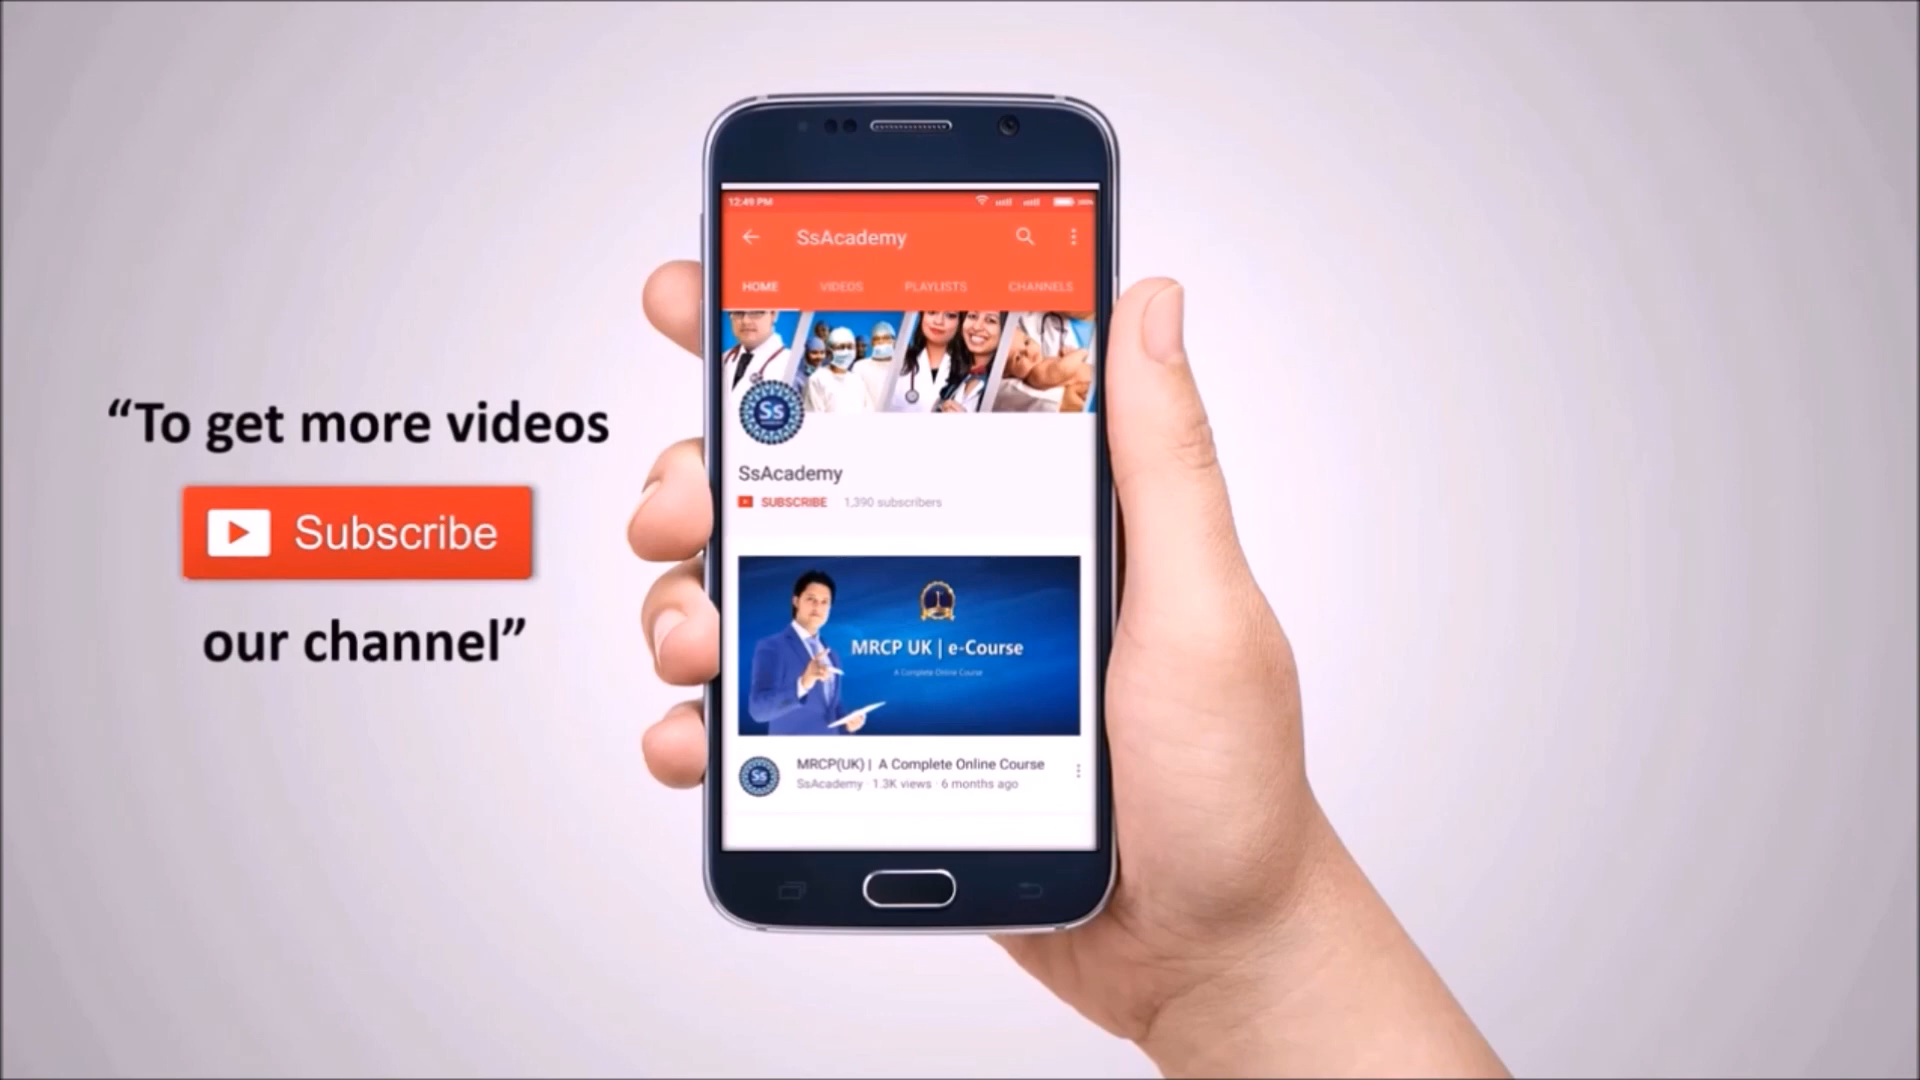 “To get more videos
Subscribe
our channel”
12:49 PM
SsAcademy
HOME VIDEOS PLAYLISTS CHANNELS
Ss
SsAcademy
SUBSCRIBE 1,390 subscribers
MRCP UK | e-Course
A Complete Online Course
MRCP(UK) | A Complete Online Course
Ss
SsAcademy · 1.3K views · 6 months ago